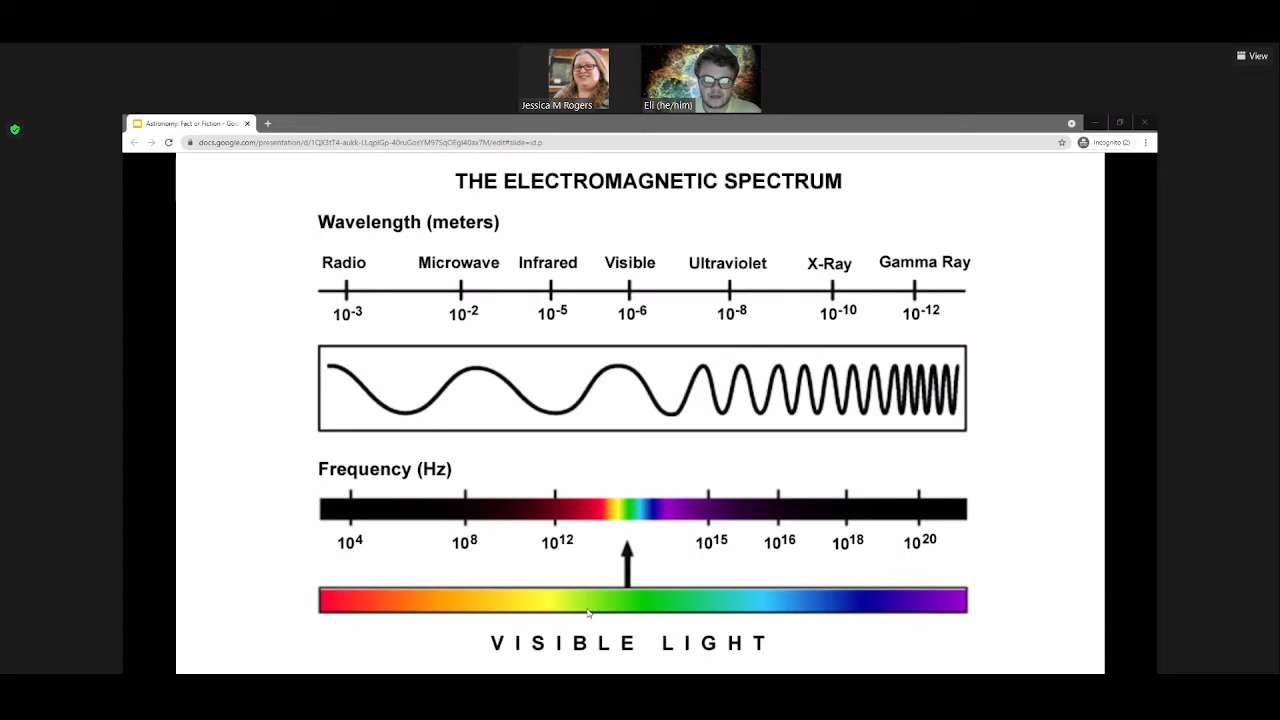 View
Jessica M Rogers
Eli (he/him)
Astronomy: Fact or Fiction - Goo
Incognito (2)
THE ELECTROMAGNETIC SPECTRUM
Wavelength (meters)
Radio Microwave Infrared Visible Ultraviolet X-Ray Gamma Ray
10-3 10-2 10-5 10-6 10-8 10-10 10-12
Frequency (Hz)
104 108 1012 1015 1016 1018 1020
VISIBLE LIGHT